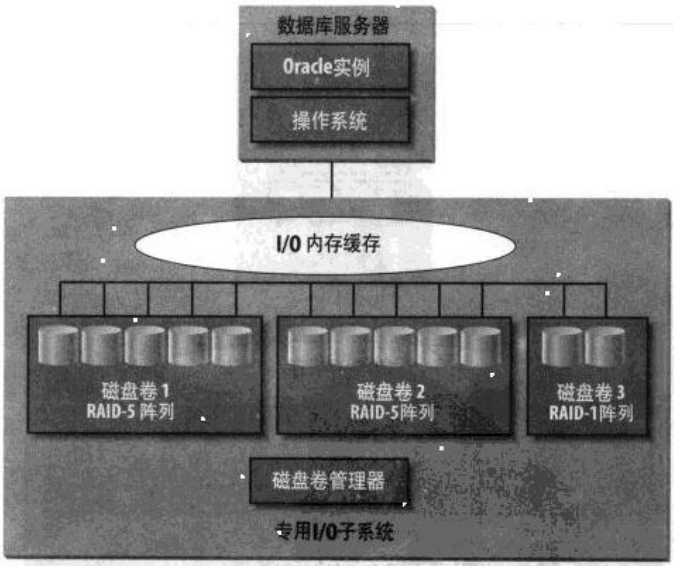 数据库服务器
Oracle实例
操作系统
I/O 内存缓存
磁盘卷 1
RAID-5 阵列
磁盘卷 2
RAID-5阵列
磁盘卷 3
RAID-1阵列
磁盘卷管理器
专用I/O子系统